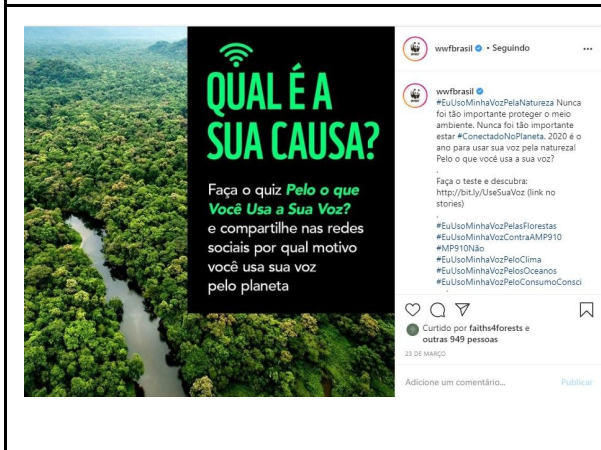 QUAL É A
SUA CAUSA?
Faça o quiz Pelo o que
Você Usa a Sua Voz?
e compartilhe nas redes
sociais por qual motivo
você usa sua voz
pelo planeta
wwfbrasil • Seguindo
wwfbrasil
#EuUsoMinhaVozPelaNatureza Nunca
foi tão importante proteger o meio
ambiente. Nunca foi tão importante
estar #ConectadoNoPlaneta. 2020 é o
ano para usar sua voz pela natureza!
Pelo o que você usa a sua voz?
.
Faça o teste e descubra:
http://bit.ly/UseSuaVoz (link no
stories)
.
#EuUsoMinhaVozPelasFlorestas
#EuUsoMinhaVozContraAMP910
#MP910Não
#EuUsoMinhaVozPeloClima
#EuUsoMinhaVozPelosOceanos
#EuUsoMinhaVozPeloConsumoConsci
Curtido por faiths4forests e
outras 949 pessoas
23 DE MARÇO
Adicione um comentário... Publicar